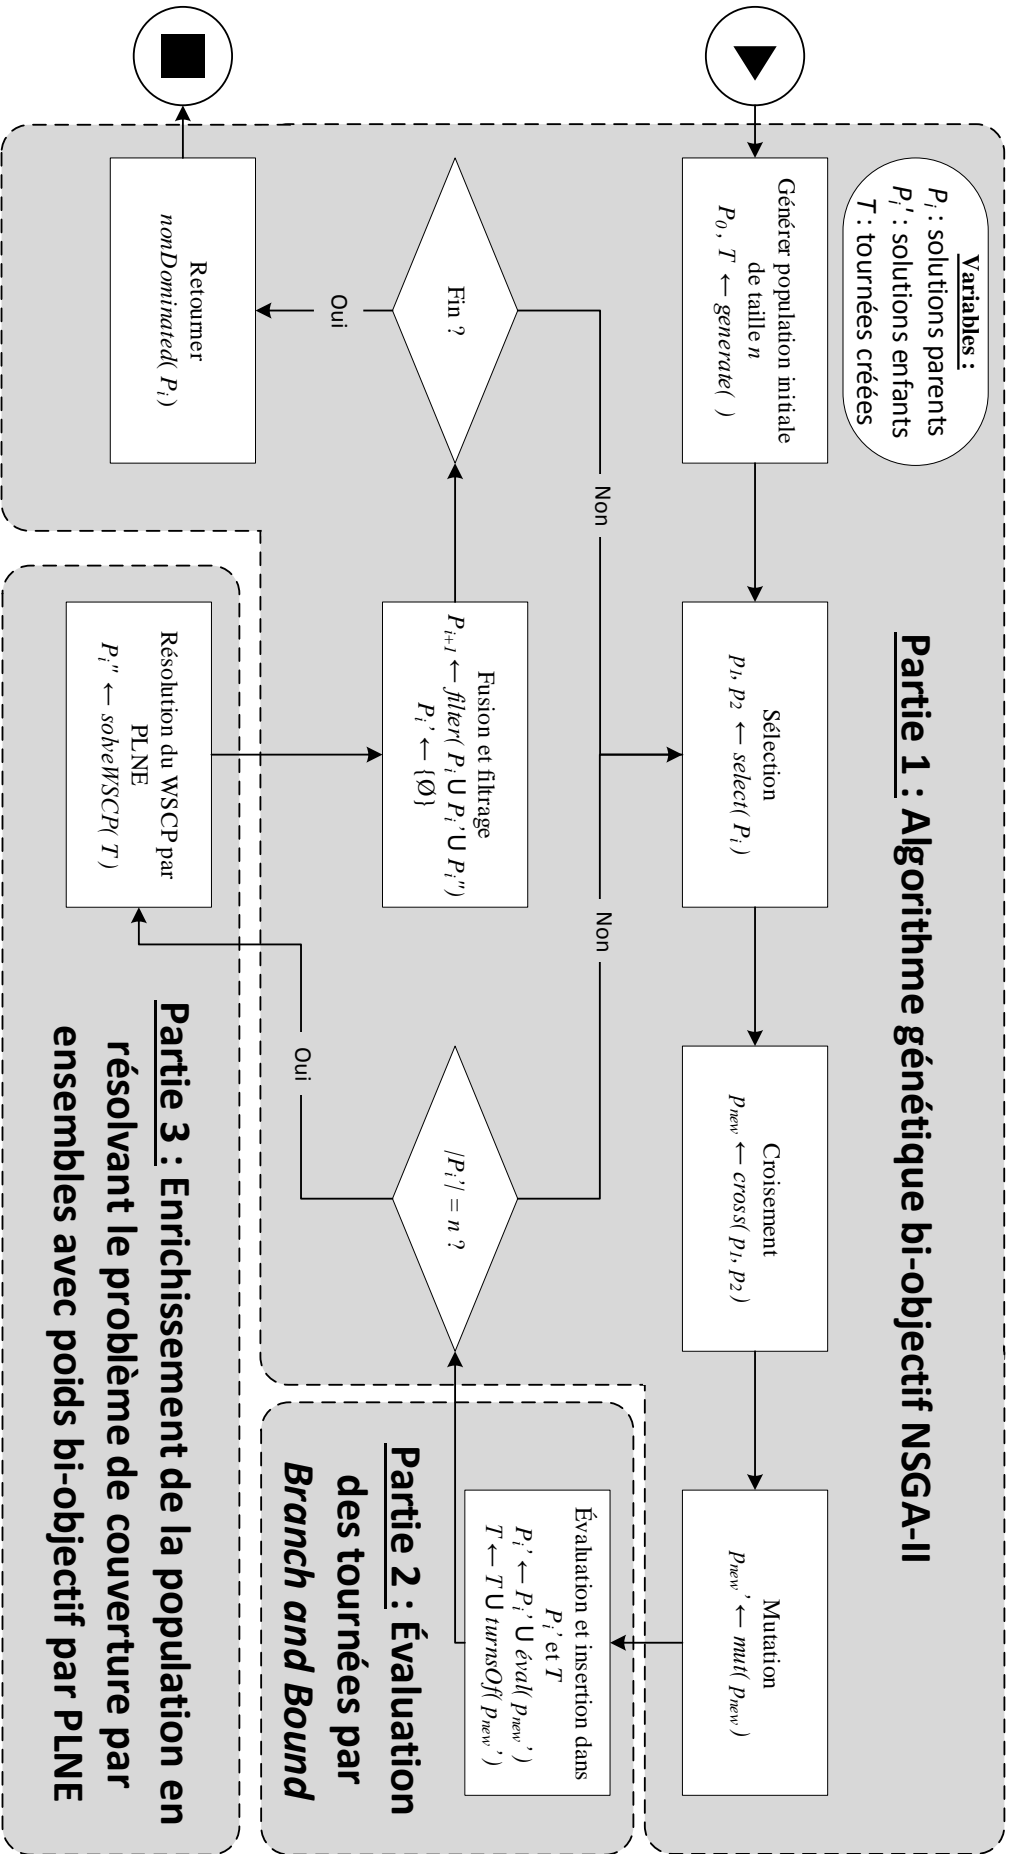 Variables :
Pi : solutions parents
Pi' : solutions enfants
T : tournées créées
Partie 1 : Algorithme génétique bi-objectif NSGA-II
Générer population initiale
de taille n
P0 , T ← generate( )
Sélection
p1, p2 ← select( Pi )
Croisement
pnew ← cross( p1, p2 )
Mutation
pnew' ← mut( pnew )
Non
Non
Évaluation et insertion dans
Pi' et T
Pi' ← Pi' U éval( pnew' )
T ← T U turnsOf( pnew' )
Partie 2 : Évaluation
des tournées par
Branch and Bound
|Pi'| = n ?
Oui
Fusion et filtrage
Pi+1 ← filter( Pi U Pi' U Pi'')
Pi' ← {Ø}
Fin ?
Oui
Retourner
nonDominated( Pi )
Résolution du WSCP par
PLNE
Pi'' ← solveWSCP( T )
Partie 3 : Enrichissement de la population en
résolvant le problème de couverture par
ensembles avec poids bi-objectif par PLNE